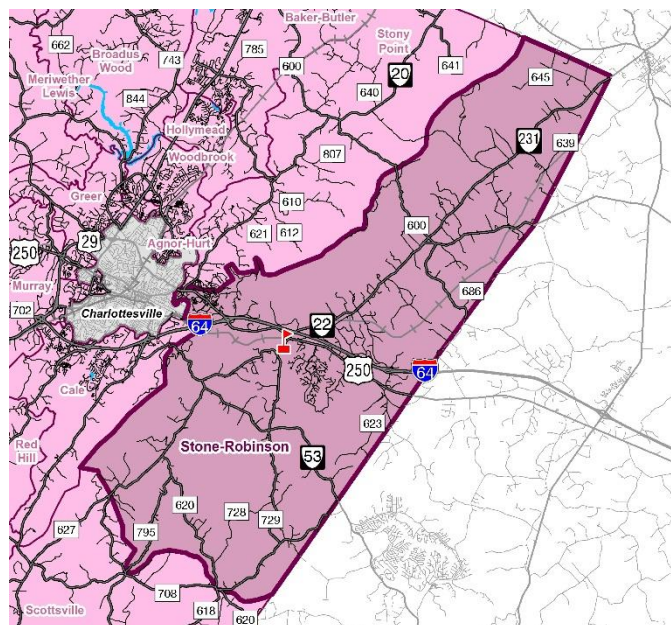 Baker-Butler
662
Broadus
Wood
743
785
600
Stony
Point
20
641
645
Meriwether
Lewis
844
640
Hollymead
231
639
Woodbrook
607
Greer
610
250
29
Agnor-Hurt
621
612
600
Murray
702
Charlottesville
64
22
686
Cale
250
64
623
Red
Hill
Stone-Robinson
53
627
620
795
728
729
708
618
620
Scottsville